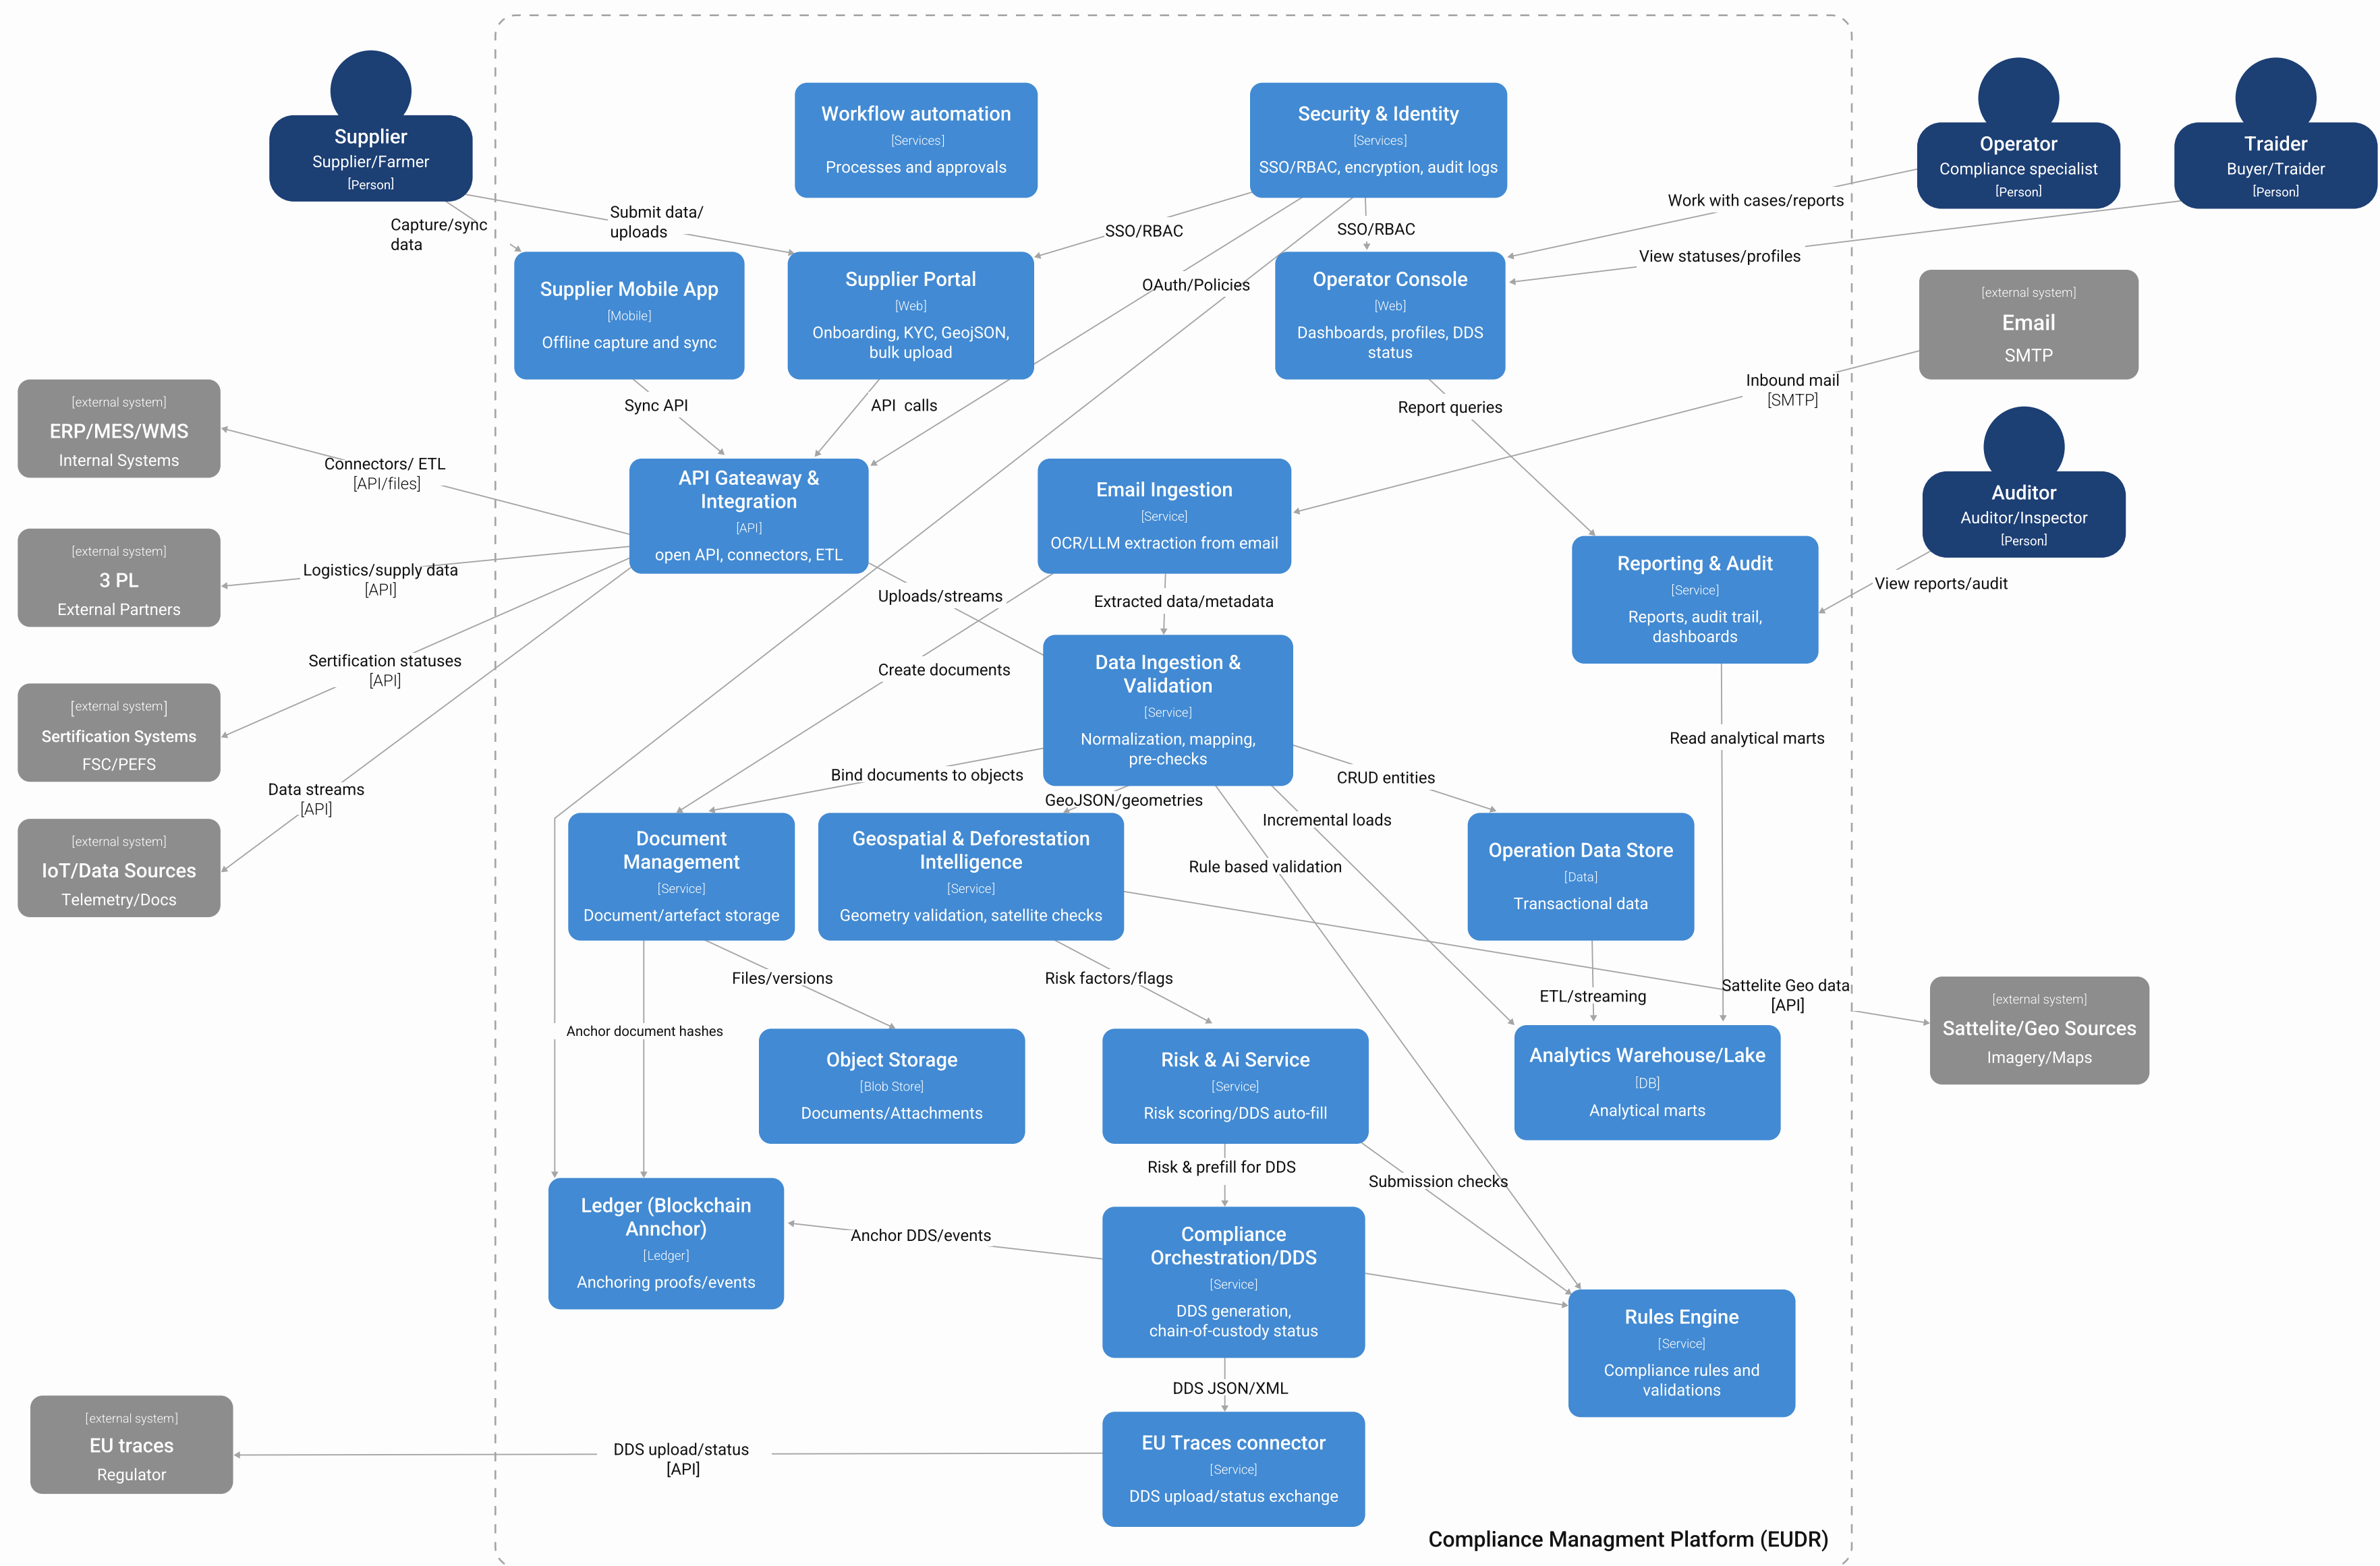 Supplier
Supplier/Farmer
[Person]
Workflow automation
[Services]
Processes and approvals
Security & Identity
[Services]
SSO/RBAC, encryption, audit logs
Operator
Compliance specialist
[Person]
Traider
Buyer/Traider
[Person]
Capture/sync
data
Submit data/
uploads
SSO/RBAC
SSO/RBAC
Work with cases/reports
View statuses/profiles
OAuth/Policies
Supplier Mobile App
[Mobile]
Offline capture and sync
Supplier Portal
[Web]
Onboarding, KYC, GeojSON,
bulk upload
Operator Console
[Web]
Dashboards, profiles, DDS
status
[external system]
Email
SMTP
Inbound mail
[SMTP]
Sync API
API calls
Report queries
[external system]
ERP/MES/WMS
Internal Systems
Connectors/ ETL
[API/files]
API Gateaway &
Integration
[API]
open API, connectors, ETL
Email Ingestion
[Service]
OCR/LLM extraction from email
Auditor
Auditor/Inspector
[Person]
[external system]
3 PL
External Partners
Logistics/supply data
[API]
Uploads/streams
Extracted data/metadata
Reporting & Audit
[Service]
Reports, audit trail,
dashboards
View reports/audit
Sertification statuses
[API]
Create documents
Data Ingestion &
Validation
[Service]
Normalization, mapping,
pre-checks
[external system]
Sertification Systems
FSC/PEFS
Read analytical marts
Data streams
[API]
Bind documents to objects
GeoJSON/geometries
CRUD entities
Incremental loads
Rule based validation
[external system]
IoT/Data Sources
Telemetry/Docs
Document
Management
[Service]
Document/artefact storage
Geospatial & Deforestation
Intelligence
[Service]
Geometry validation, satellite checks
Operation Data Store
[Data]
Transactional data
Files/versions
Risk factors/flags
ETL/streaming
Sattelite Geo data
[API]
[external system]
Sattelite/Geo Sources
Imagery/Maps
Anchor document hashes
Object Storage
[Blob Store]
Documents/Attachments
Risk & Ai Service
[Service]
Risk scoring/DDS auto-fill
Analytics Warehouse/Lake
[DB]
Analytical marts
Risk & prefill for DDS
Submission checks
Ledger (Blockchain
Annchor)
[Ledger]
Anchoring proofs/events
Anchor DDS/events
Compliance
Orchestration/DDS
[Service]
DDS generation,
chain-of-custody status
Rules Engine
[Service]
Compliance rules and
validations
DDS JSON/XML
[external system]
EU traces
Regulator
DDS upload/status
[API]
EU Traces connector
[Service]
DDS upload/status exchange
Compliance Managment Platform (EUDR)